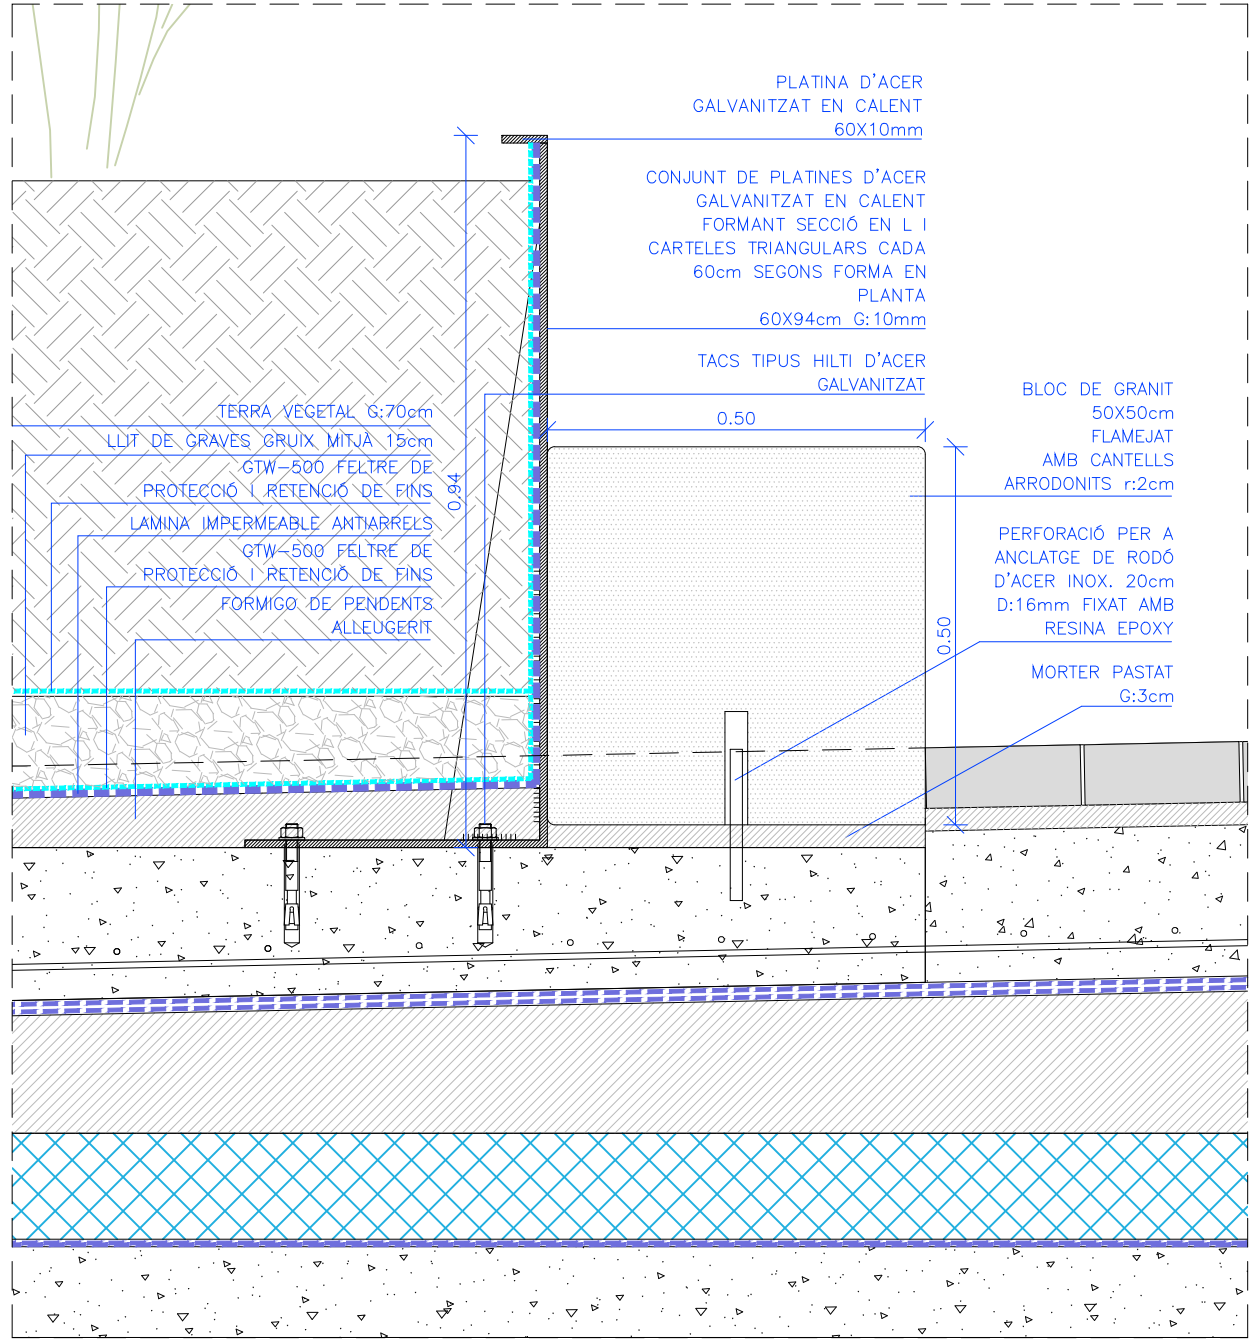 PLATINA D'ACER
GALVANITZAT EN CALENT
60X10mm
CONJUNT DE PLATINES D'ACER
GALVANITZAT EN CALENT
FORMANT SECCIÓ EN L I
CARTELES TRIANGULARS CADA
60cm SEGONS FORMA EN
PLANTA
60X94cm G:10mm
TACS TIPUS HILTI D'ACER
GALVANITZAT
0.50
BLOC DE GRANIT
50X50cm
FLAMEJAT
AMB CANTELLS
ARRODONITS r:2cm
TERRA VEGETAL G:70cm
LLIT DE GRAVES GRUIX MITJÀ 15cm
GTW-500 FELTRE DE
PROTECCIÓ I RETENCIÓ DE FINS
LAMINA IMPERMEABLE ANTIARRELS
GTW-500 FELTRE DE
PROTECCIÓ I RETENCIÓ DE FINS
FORMIGO DE PENDENTS
ALLEUGERIT
0.94
PERFORACIÓ PER A
ANCLATGE DE RODÓ
D'ACER INOX. 20cm
D:16mm FIXAT AMB
RESINA EPOXY
0.50
MORTER PASTAT
G:3cm